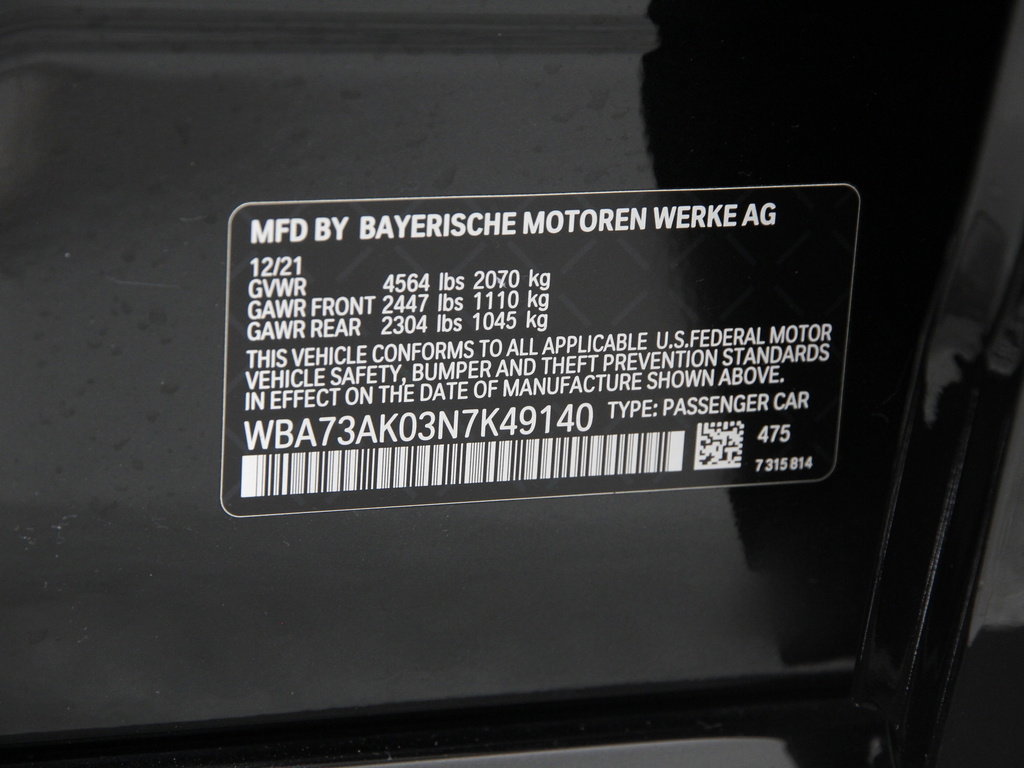 MFD BY BAYERISCHE MOTOREN WERKE AG
12/21
GVWR 4564 lbs 2070 kg
GAWR FRONT 2447 lbs 1110 kg
GAWR REAR 2304 lbs 1045 kg
THIS VEHICLE CONFORMS TO ALL APPLICABLE U.S.FEDERAL MOTOR
VEHICLE SAFETY, BUMPER AND THEFT PREVENTION STANDARDS
IN EFFECT ON THE DATE OF MANUFACTURE SHOWN ABOVE.
WBA73AK03N7K49140 TYPE: PASSENGER CAR
475
7 315 814